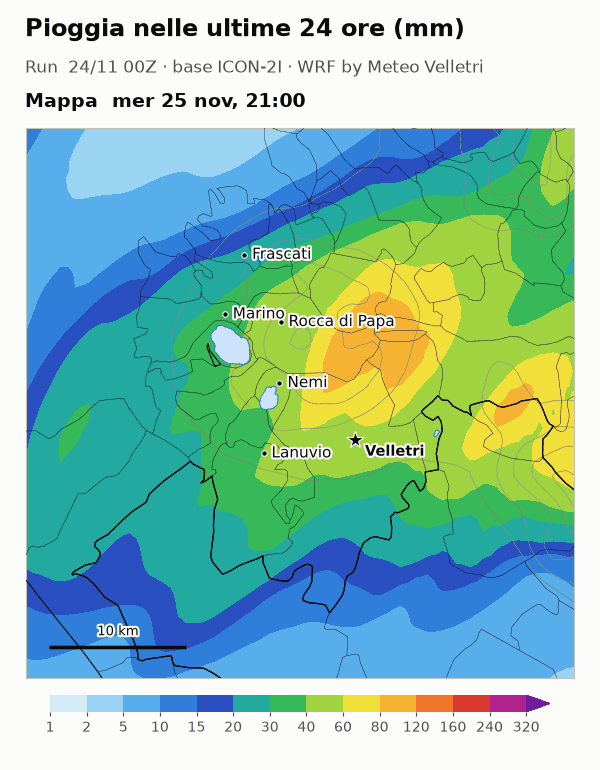 Pioggia nelle ultime 24 ore (mm)
Run  24/11 00Z · base ICON-2I · WRF by Meteo Velletri
Mappa  mer 25 nov, 21:00
Frascati
Marino
Rocca di Papa
Nemi
Velletri
Lanuvio
10 km
1 2 5 10 15 20 30 40 60 80 120 160 240 320